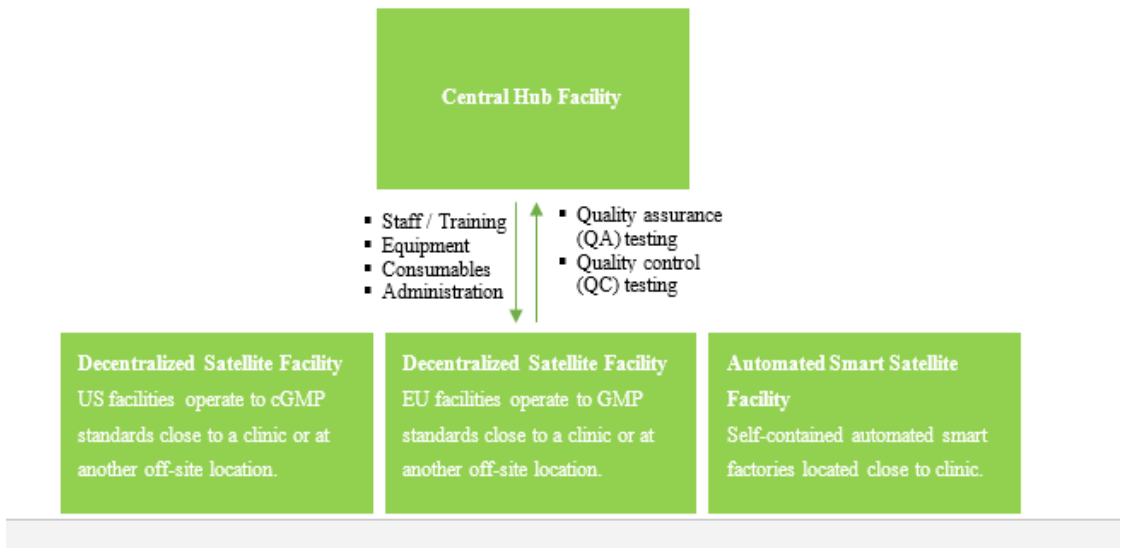 Central Hub Facility
▪ Staff / Training
▪ Equipment
▪ Consumables
▪ Administration
▪ Quality assurance
(QA) testing
▪ Quality control
(QC) testing
Decentralized Satellite Facility
US facilities operate to cGMP
standards close to a clinic or at
another off-site location.
Decentralized Satellite Facility
EU facilities operate to GMP
standards close to a clinic or at
another off-site location.
Automated Smart Satellite
Facility
Self-contained automated smart
factories located close to clinic.